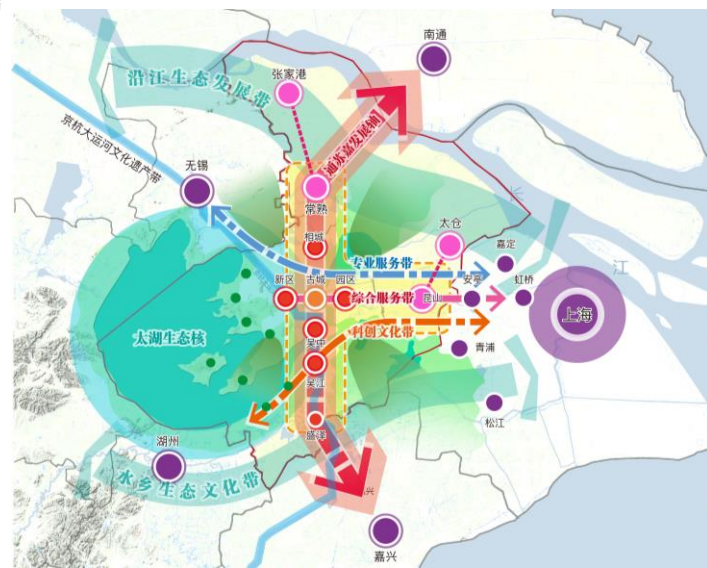 南通
张家港
沿江生态发展带
京杭大运河文化遗产带
通苏嘉发展轴
无锡
常熟
长
太仓
相城
嘉定
专业服务带
江
新区
古城
园区
安亭
虹桥
综合服务带
昆山
上海
太湖生态核
吴中
科创文化带
青浦
吴江
松江
盛泽
湖州
水乡生态文化带
嘉兴